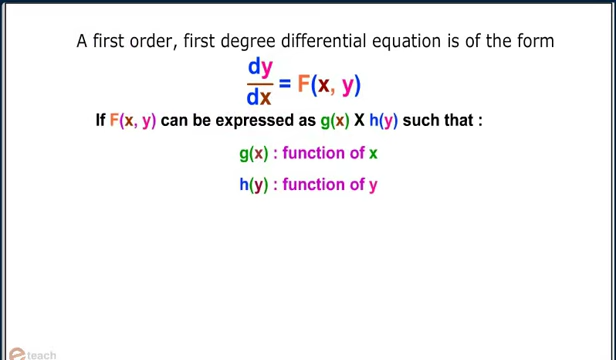 A first order, first degree differential equation is of the form
dy/dx = F(x, y)
If F(x, y) can be expressed as g(x) X h(y) such that :
g(x) : function of x
h(y) : function of y
e teach